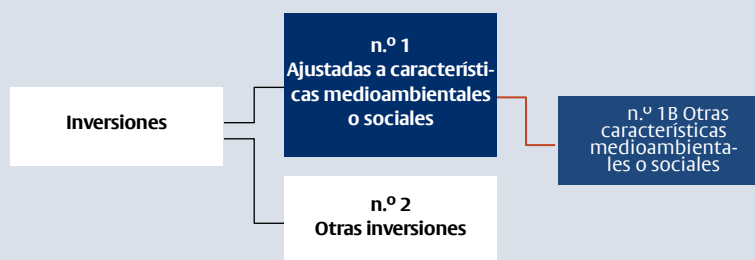 Inversiones
n.º 1
Ajustadas a característi-
cas medioambientales
o sociales
n.º 2
Otras inversiones
n.º 1B Otras
características
medioambienta-
les o sociales